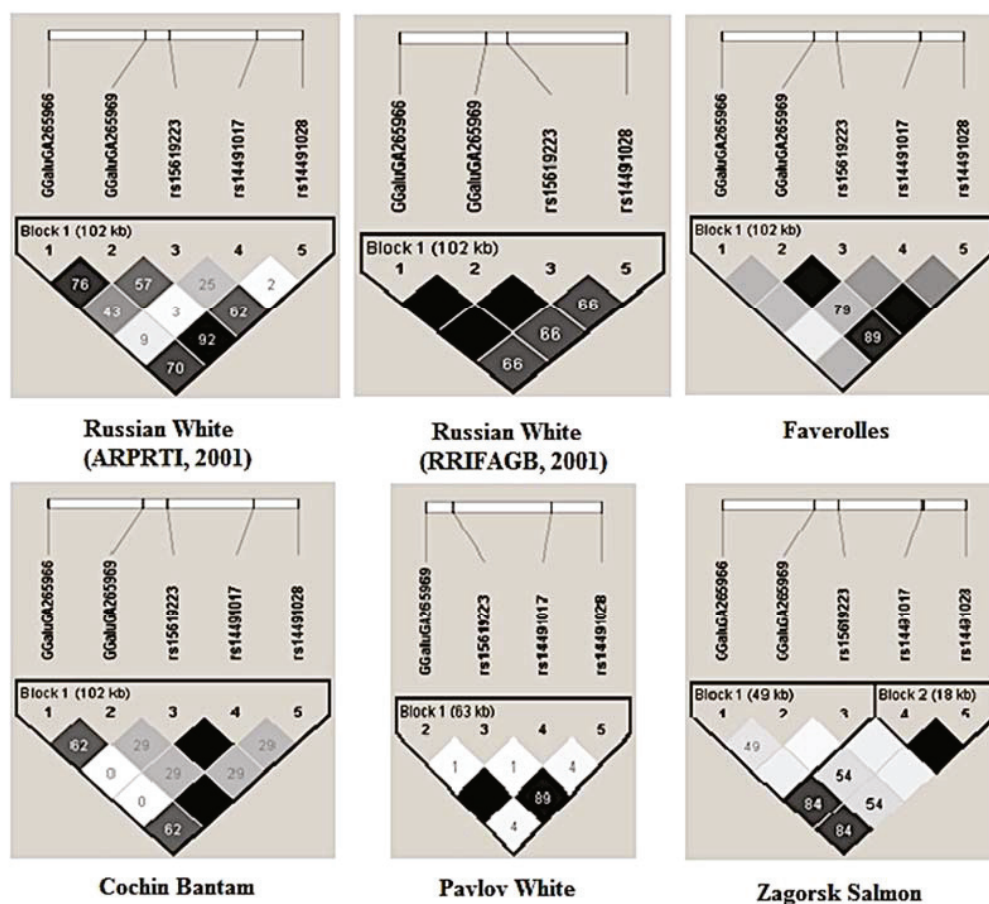 GGaluGA265966
GGaluGA265969
rs15619223
rs14491017
rs14491028
Block 1 (102 kb)
1 2 3 4 5
76 57 25 2
43 3 62
9 92
70
Russian White
(ARPRTI, 2001)
GGaluGA265966
GGaluGA265969
rs15619223
rs14491028
Block 1 (102 kb)
1 2 3 5
66
66
66
Russian White
(RRIFAGB, 2001)
GGaluGA265966
GGaluGA265969
rs15619223
rs14491017
rs14491028
Block 1 (102 kb)
1 2 3 4 5
79
89
Faverolles
GGaluGA265966
GGaluGA265969
rs15619223
rs14491017
rs14491028
Block 1 (102 kb)
1 2 3 4 5
62 29 29
0 29 29
0
62
Cochin Bantam
GGaluGA265969
rs15619223
rs14491017
rs14491028
Block 1 (63 kb)
2 3 4 5
1 1 4
89
4
Pavlov White
GGaluGA265966
GGaluGA265969
rs15619223
rs14491017
rs14491028
Block 1 (49 kb) Block 2 (18 kb)
1 2 3 4 5
49
54
84 54
84
Zagorsk Salmon